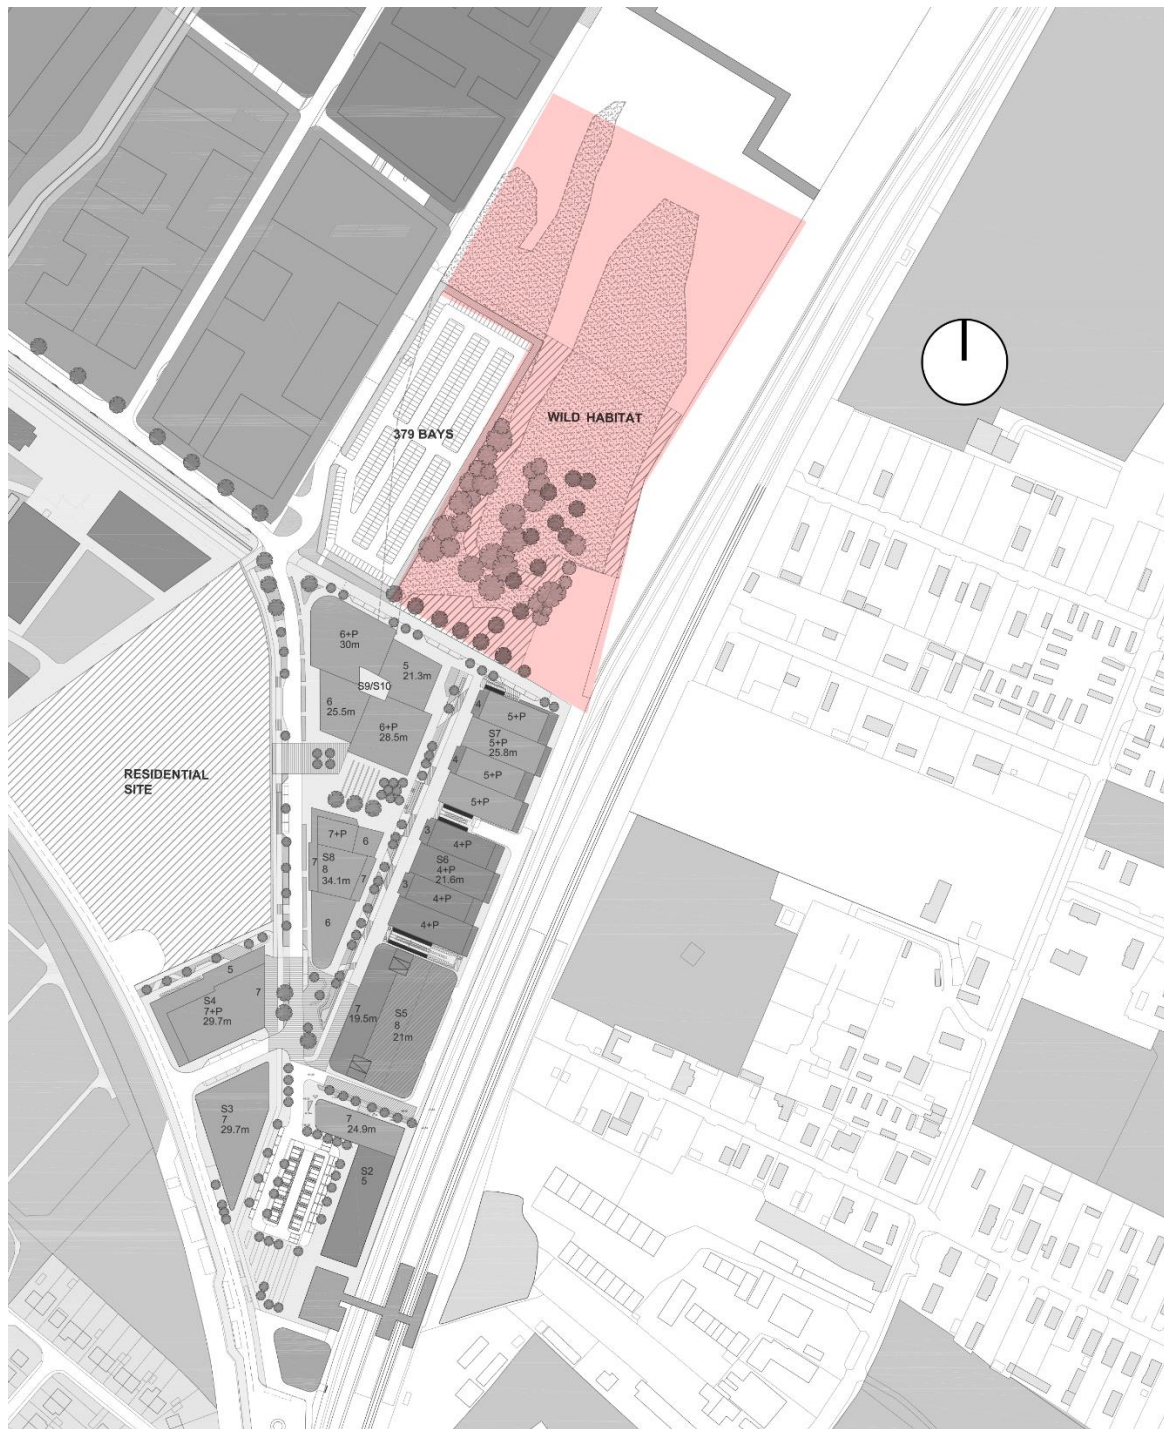 WILD HABITAT
379 BAYS
6+P
30m
5
21.3m
S9/S10
6
25.5m
6+P
28.5m
4
5+P
S7
5+P
25.8m
4
5+P
5+P
RESIDENTIAL
SITE
7+P
6
3
4+P
S6
4+P
21.6m
7
S8
8
34.1m
7
3
4+P
4+P
6
5
7
S4
7+P
29.7m
7
19.5m
S5
8
21m
S3
7
29.7m
7
24.9m
S2
5